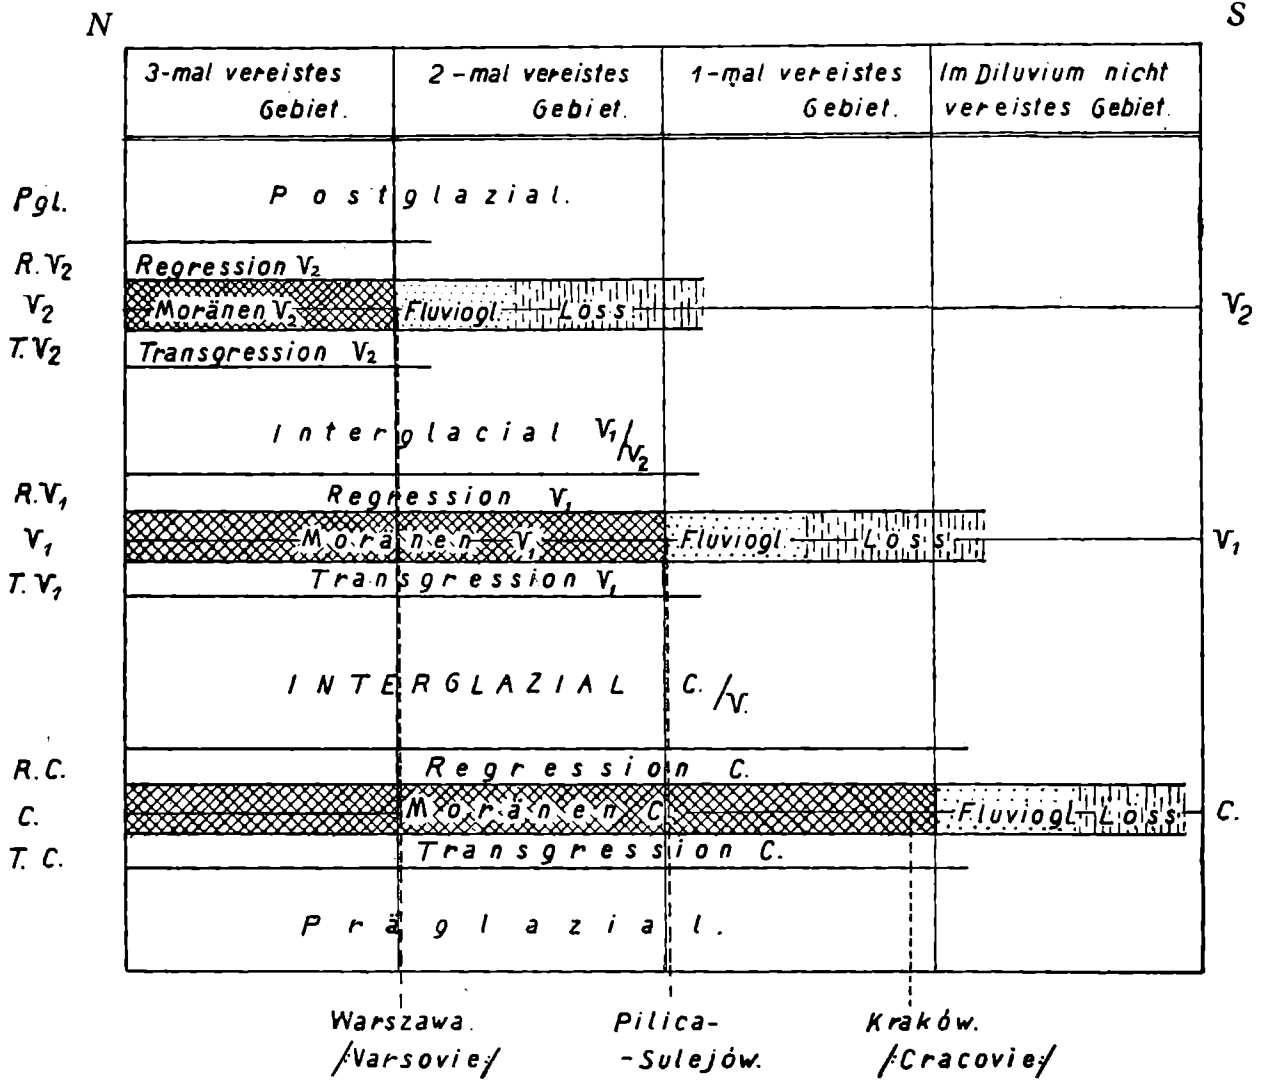 N
S
3-mal vereistes
Gebiet.
2-mal vereistes
Gebiet.
1-mal vereistes
Gebiet.
Im Diluvium nicht
vereistes Gebiet.
Pgl.
Postglazial.
R.V2
Regression V2
V2
Moränen V2
Fluviogl.
Löss
V2
T.V2
Transgression V2
Interglacial V1/V2
R.V1
Regression V1
V1
Moränen V1
Fluviogl.
Löss
V1
T.V1
Transgression V1
INTERGLAZIAL C./V.
R.C.
Regression C.
C.
Moränen C
Fluviogl.
Löss
C.
T. C.
Transgression C.
Präglazial.
Warszawa.
/:Varsovie:/
Pilica-
-Sulejów.
Kraków.
/:Cracovie:/